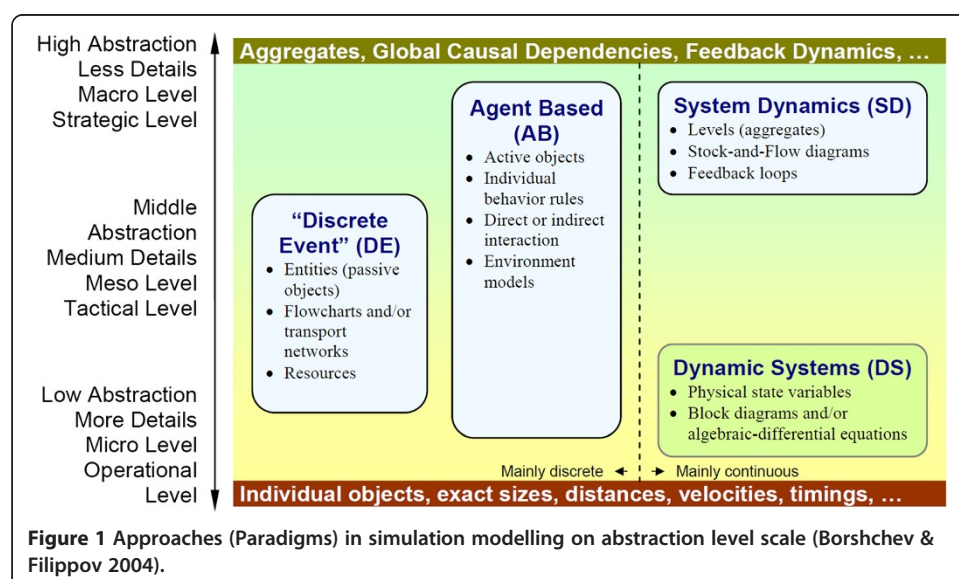 High Abstraction
Less Details
Macro Level
Strategic Level
Middle
Abstraction
Medium Details
Meso Level
Tactical Level
Low Abstraction
More Details
Micro Level
Operational
Level
Aggregates, Global Causal Dependencies, Feedback Dynamics, ...
“Discrete
Event” (DE)
• Entities (passive
objects)
• Flowcharts and/or
transport
networks
• Resources
Agent Based
(AB)
• Active objects
• Individual
behavior rules
• Direct or indirect
interaction
• Environment
models
System Dynamics (SD)
• Levels (aggregates)
• Stock-and-Flow diagrams
• Feedback loops
Dynamic Systems (DS)
• Physical state variables
• Block diagrams and/or
algebraic-differential equations
Mainly discrete
Mainly continuous
Individual objects, exact sizes, distances, velocities, timings, ...
Figure 1 Approaches (Paradigms) in simulation modelling on abstraction level scale (Borshchev &
Filippov 2004).